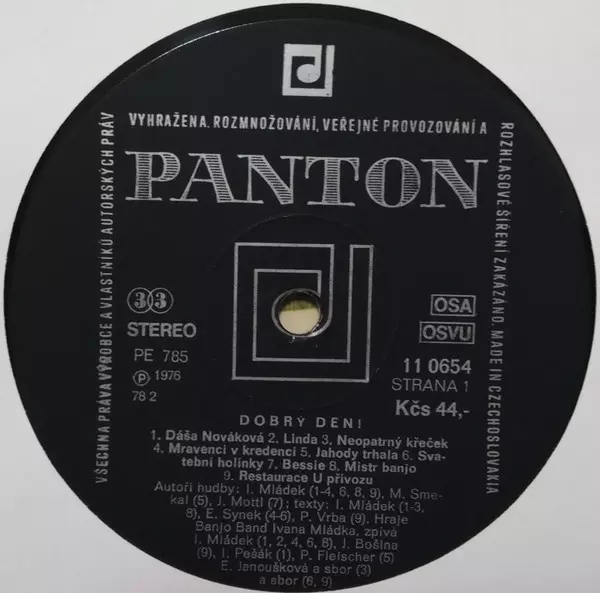 VŠECHNA PRÁVA VÝROBCE A VLASTNÍKŮ AUTORSKÝCH PRÁV
VYHRAŽENA. ROZMNOŽOVÁNÍ, VEŘEJNÉ PROVOZOVÁNÍ A
ROZHLASOVÉ ŠÍŘENÍ ZAKÁZÁNO. MADE IN CZECHOSLOVAKIA
PANTON
33
STEREO
PE 785
Ⓟ 1976
78 2
OSA
OSVU
11 0654
STRANA 1
Kčs 44,-
DOBRÝ DEN!
1. Dáša Nováková 2. Linda 3. Neopatrný křeček
4. Mravenci v kredenci 5. Jahody trhala 6. Sva-
tební holínky 7. Bessie 8. Mistr banjo
9. Restaurace U přívozu
Autoři hudby: I. Mládek (1-4, 6, 8, 9), M. Sme-
kal (5), J. Mottl (7); texty: I. Mládek (1-3,
8), E. Synek (4-6), P. Vrba (9). Hraje
Banjo Band Ivana Mládka, zpívá
I. Mládek (1, 2, 4, 6, 8), J. Bošina
(9), I. Pešák (1), P. Fleischer (5)
E. Janoušková a sbor (3)
a sbor (6, 9)